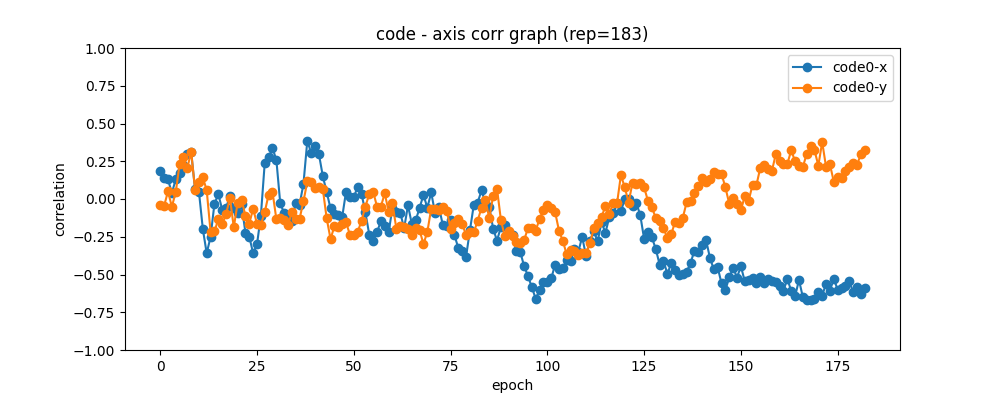 code - axis corr graph (rep=183)
code0-x
code0-y
correlation
1.00
0.75
0.50
0.25
0.00
−0.25
−0.50
−0.75
−1.00
0 25 50 75 100 125 150 175
epoch